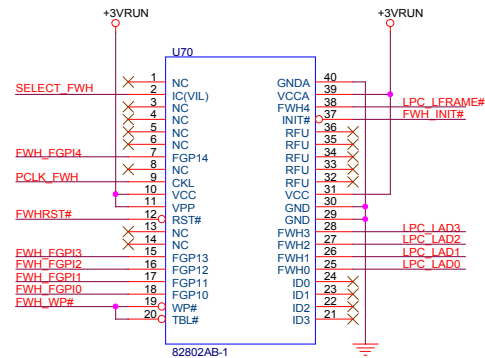 +3VRUN
+3VRUN
U70
SELECT_FWH
1 NC
2 IC(VIL)
3 NC
4 NC
5 NC
6 NC
FWH_FGPI4
7 FGP14
8 NC
PCLK_FWH
9 CKL
10 VCC
11 VPP
FWHRST#
12 RST#
13 NC
14 NC
FWH_FGPI3
15 FGP13
FWH_FGPI2
16 FGP12
FWH_FGPI1
17 FGP11
FWH_FGPI0
18 FGP10
FWH_WP#
19 WP#
20 TBL#
GNDA 40
VCCA 39
FWH4 38
LPC_LFRAME#
INIT# 37
FWH_INIT#
RFU 36
RFU 35
RFU 34
RFU 33
RFU 32
VCC 31
GND 30
GND 29
FWH3 28
LPC_LAD3
FWH2 27
LPC_LAD2
FWH1 26
LPC_LAD1
FWH0 25
LPC_LAD0
ID0 24
ID1 23
ID2 22
ID3 21
82802AB-1